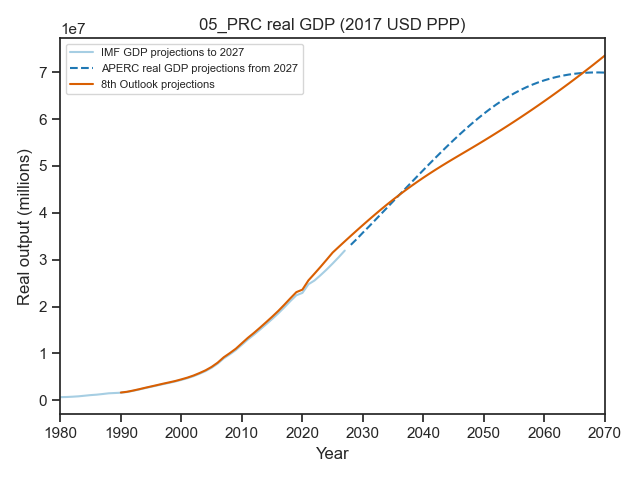 05_PRC real GDP (2017 USD PPP)
1e7
IMF GDP projections to 2027
APERC real GDP projections from 2027
8th Outlook projections
7
6
5
4
3
2
1
0
Real output (millions)
1980 1990 2000 2010 2020 2030 2040 2050 2060 2070
Year